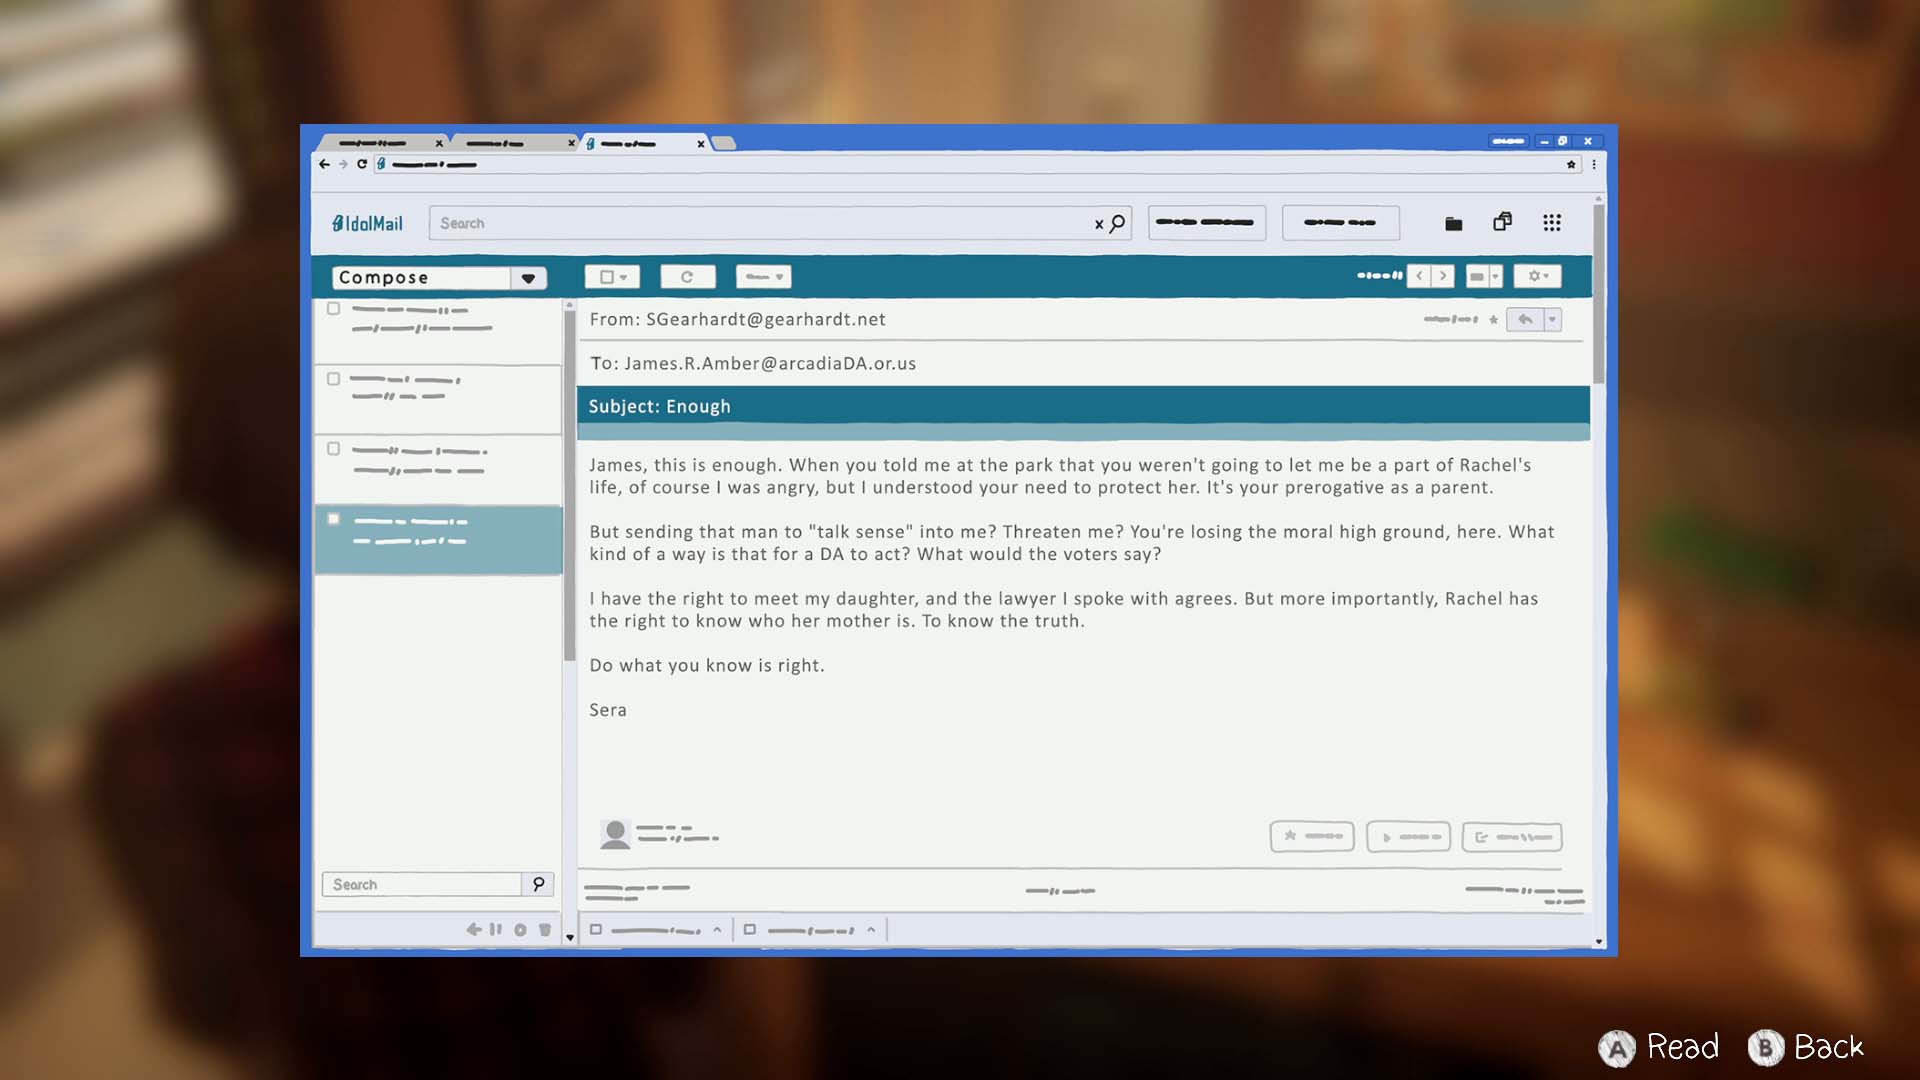 IdolMail
Search
Compose
From: SGearhardt@gearhardt.net
To: James.R.Amber@arcadiaDA.or.us
Subject: Enough
James, this is enough. When you told me at the park that you weren't going to let me be a part of Rachel's
life, of course I was angry, but I understood your need to protect her. It's your prerogative as a parent.
But sending that man to "talk sense" into me? Threaten me? You're losing the moral high ground, here. What
kind of a way is that for a DA to act? What would the voters say?
I have the right to meet my daughter, and the lawyer I spoke with agrees. But more importantly, Rachel has
the right to know who her mother is. To know the truth.
Do what you know is right.
Sera
Search
A Read B Back